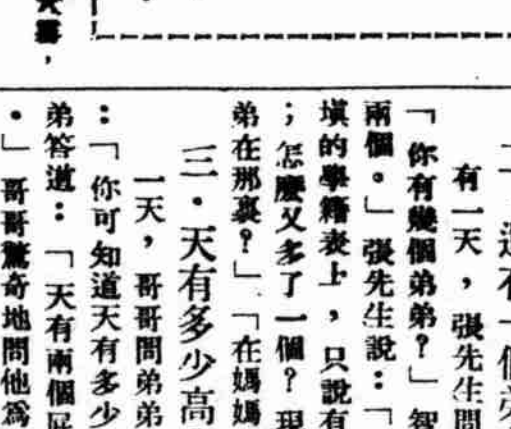 有一天，張先生問
「你有幾個弟弟？」智
兩個。」張先生說：「
塡的學籍表上，只說有
；怎麼又多了一個？現
弟在那裏？」「在媽媽
三．天有多少高
一天，哥哥問弟弟
：「你可知道天有多少
弟答道：「天有兩個屁
。」哥哥驚奇地問他爲